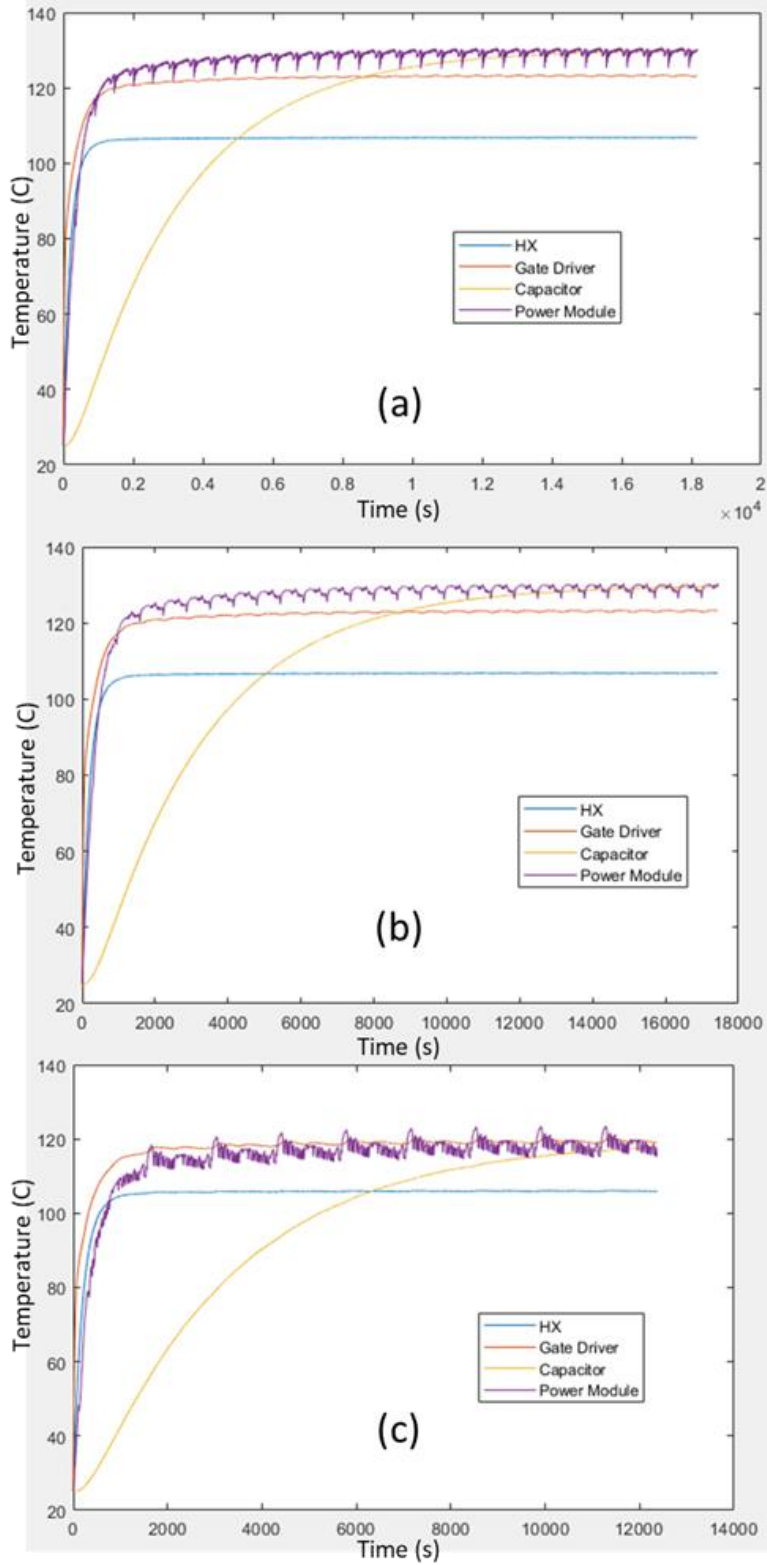 140
120
100
80
60
40
20
Temperature (C)
HX
Gate Driver
Capacitor
Power Module
(a)
0 0.2 0.4 0.6 0.8 1 1.2 1.4 1.6 1.8 2
Time (s)
×10⁴
140
120
100
80
60
40
20
Temperature (C)
HX
Gate Driver
Capacitor
Power Module
(b)
0 2000 4000 6000 8000 10000 12000 14000 16000 18000
Time (s)
140
120
100
80
60
40
20
Temperature (C)
HX
Gate Driver
Capacitor
Power Module
(c)
0 2000 4000 6000 8000 10000 12000 14000
Time (s)